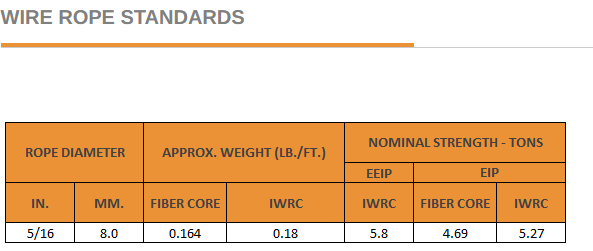 WIRE ROPE STANDARDS
ROPE DIAMETER APPROX. WEIGHT (LB./FT.) NOMINAL STRENGTH - TONS
EEIP EIP
IN. MM. FIBER CORE IWRC IWRC FIBER CORE IWRC
5/16 8.0 0.164 0.18 5.8 4.69 5.27